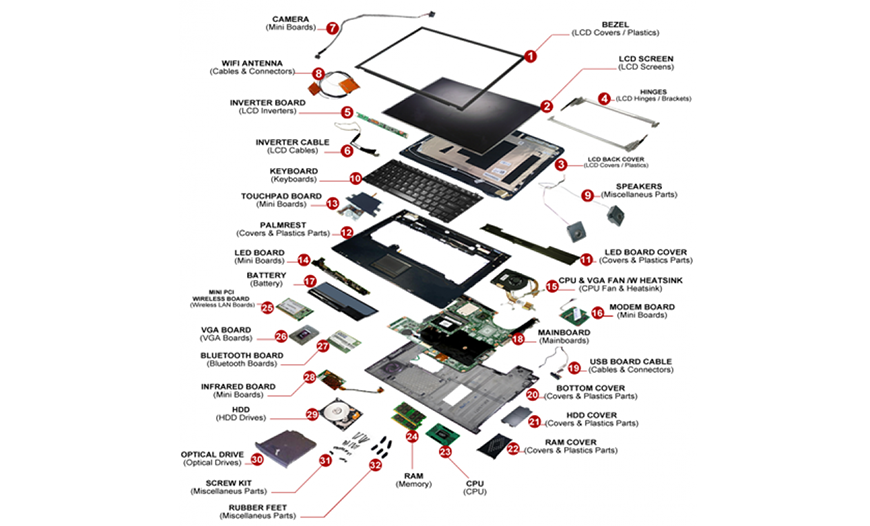 CAMERA
(Mini Boards)
7
BEZEL
(LCD Covers / Plastics)
1
WIFI ANTENNA
(Cables & Connectors)
8
LCD SCREEN
(LCD Screens)
2
HINGES
(LCD Hinges / Brackets)
4
INVERTER BOARD
(LCD Inverters)
5
INVERTER CABLE
(LCD Cables)
6
LCD BACK COVER
(LCD Covers / Plastics)
3
KEYBOARD
(Keyboards)
10
SPEAKERS
(Miscellaneus Parts)
9
TOUCHPAD BOARD
(Mini Boards)
13
PALMREST
(Covers & Plastics Parts)
12
LED BOARD COVER
(Covers & Plastics Parts)
11
LED BOARD
(Mini Boards)
14
BATTERY
(Battery)
17
CPU & VGA FAN /W HEATSINK
(CPU Fan & Heatsink)
15
MINI PCI
WIRELESS BOARD
(Wireless LAN Boards)
25
MODEM BOARD
(Mini Boards)
16
VGA BOARD
(VGA Boards)
26
MAINBOARD
(Mainboards)
18
BLUETOOTH BOARD
(Bluetooth Boards)
27
USB BOARD CABLE
(Cables & Connectors)
19
INFRARED BOARD
(Mini Boards)
28
BOTTOM COVER
(Covers & Plastics Parts)
20
HDD
(HDD Drives)
29
HDD COVER
(Covers & Plastics Parts)
21
RAM COVER
(Covers & Plastics Parts)
22
OPTICAL DRIVE
(Optical Drives)
30
SCREW KIT
(Miscellaneus Parts)
31
RUBBER FEET
(Miscellaneus Parts)
32
24
RAM
(Memory)
23
CPU
(CPU)